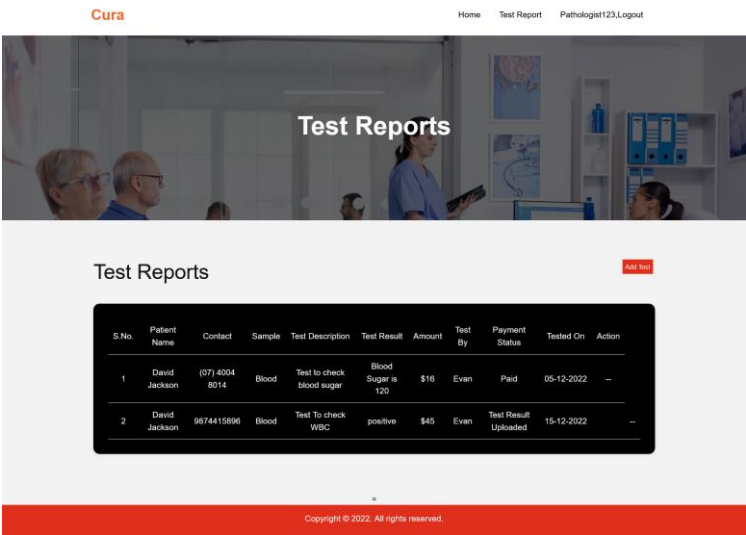 Cura
Home Test Report Pathologist123,Logout
Test Reports
Test Reports
Add Test
S.No. Patient Name Contact Sample Test Description Test Result Amount Test By Payment Status Tested On Action
1 David Jackson (07) 4004 8014 Blood Test to check blood sugar Blood Sugar is 120 $16 Evan Paid 05-12-2022 --
2 David Jackson 9874415896 Blood Test To check WBC positive $45 Evan Test Result Uploaded 15-12-2022 --
Copyright © 2022. All rights reserved.